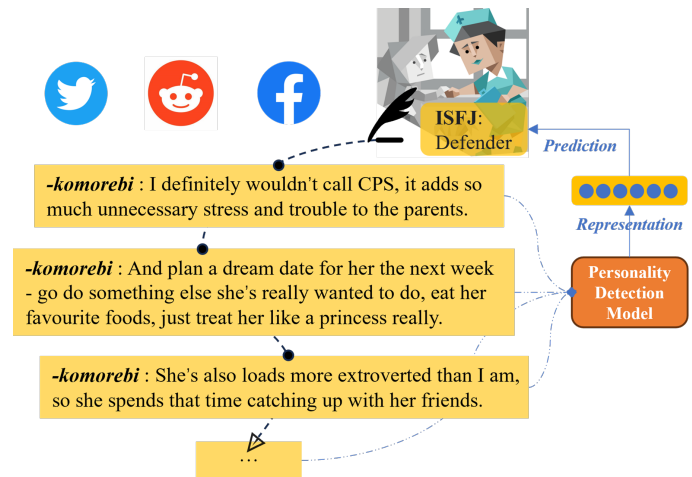 ISFJ:
Defender
Prediction
-komorebi : I definitely wouldn't call CPS, it adds so
much unnecessary stress and trouble to the parents.
Representation
-komorebi : And plan a dream date for her the next week
- go do something else she's really wanted to do, eat her
favourite foods, just treat her like a princess really.
Personality
Detection
Model
-komorebi : She's also loads more extroverted than I am,
so she spends that time catching up with her friends.
...